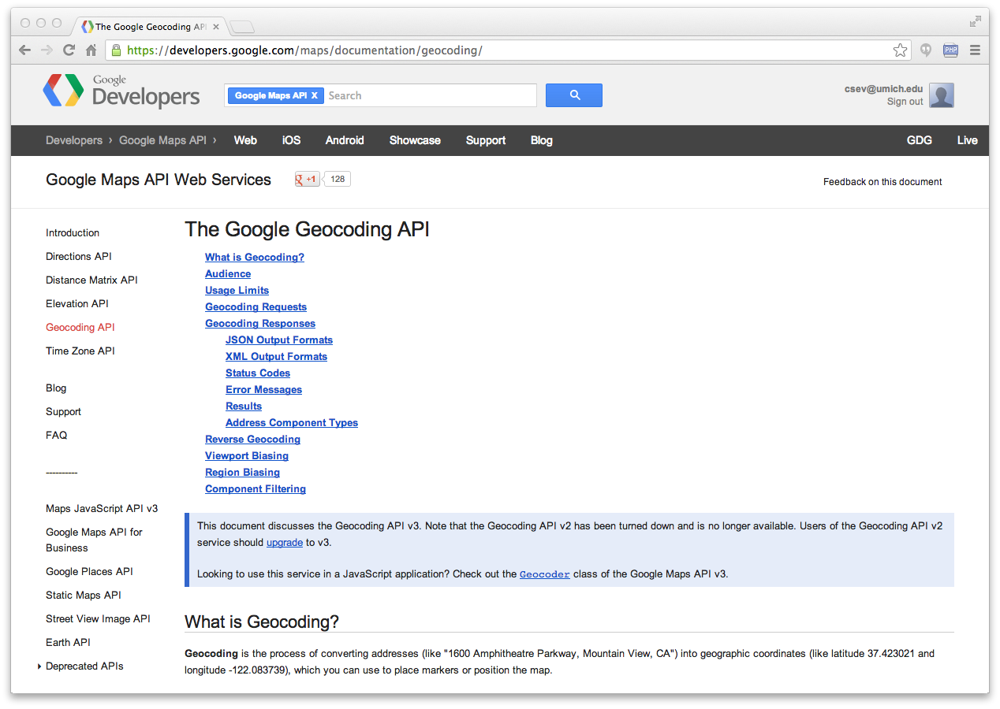 The Google Geocoding AP
https://developers.google.com/maps/documentation/geocoding/
PHP
Google
Developers
Google Maps API X Search
csev@umich.edu
Sign out
Developers › Google Maps API › Web iOS Android Showcase Support Blog GDG Live
Google Maps API Web Services
g +1 128
Feedback on this document
Introduction
Directions API
Distance Matrix API
Elevation API
Geocoding API
Time Zone API
Blog
Support
FAQ
----------
Maps JavaScript API v3
Google Maps API for
Business
Google Places API
Static Maps API
Street View Image API
Earth API
Deprecated APIs
The Google Geocoding API
What is Geocoding?
Audience
Usage Limits
Geocoding Requests
Geocoding Responses
JSON Output Formats
XML Output Formats
Status Codes
Error Messages
Results
Address Component Types
Reverse Geocoding
Viewport Biasing
Region Biasing
Component Filtering
This document discusses the Geocoding API v3. Note that the Geocoding API v2 has been turned down and is no longer available. Users of the Geocoding API v2
service should upgrade to v3.
Looking to use this service in a JavaScript application? Check out the Geocoder class of the Google Maps API v3.
What is Geocoding?
Geocoding is the process of converting addresses (like "1600 Amphitheatre Parkway, Mountain View, CA") into geographic coordinates (like latitude 37.423021 and
longitude -122.083739), which you can use to place markers or position the map.